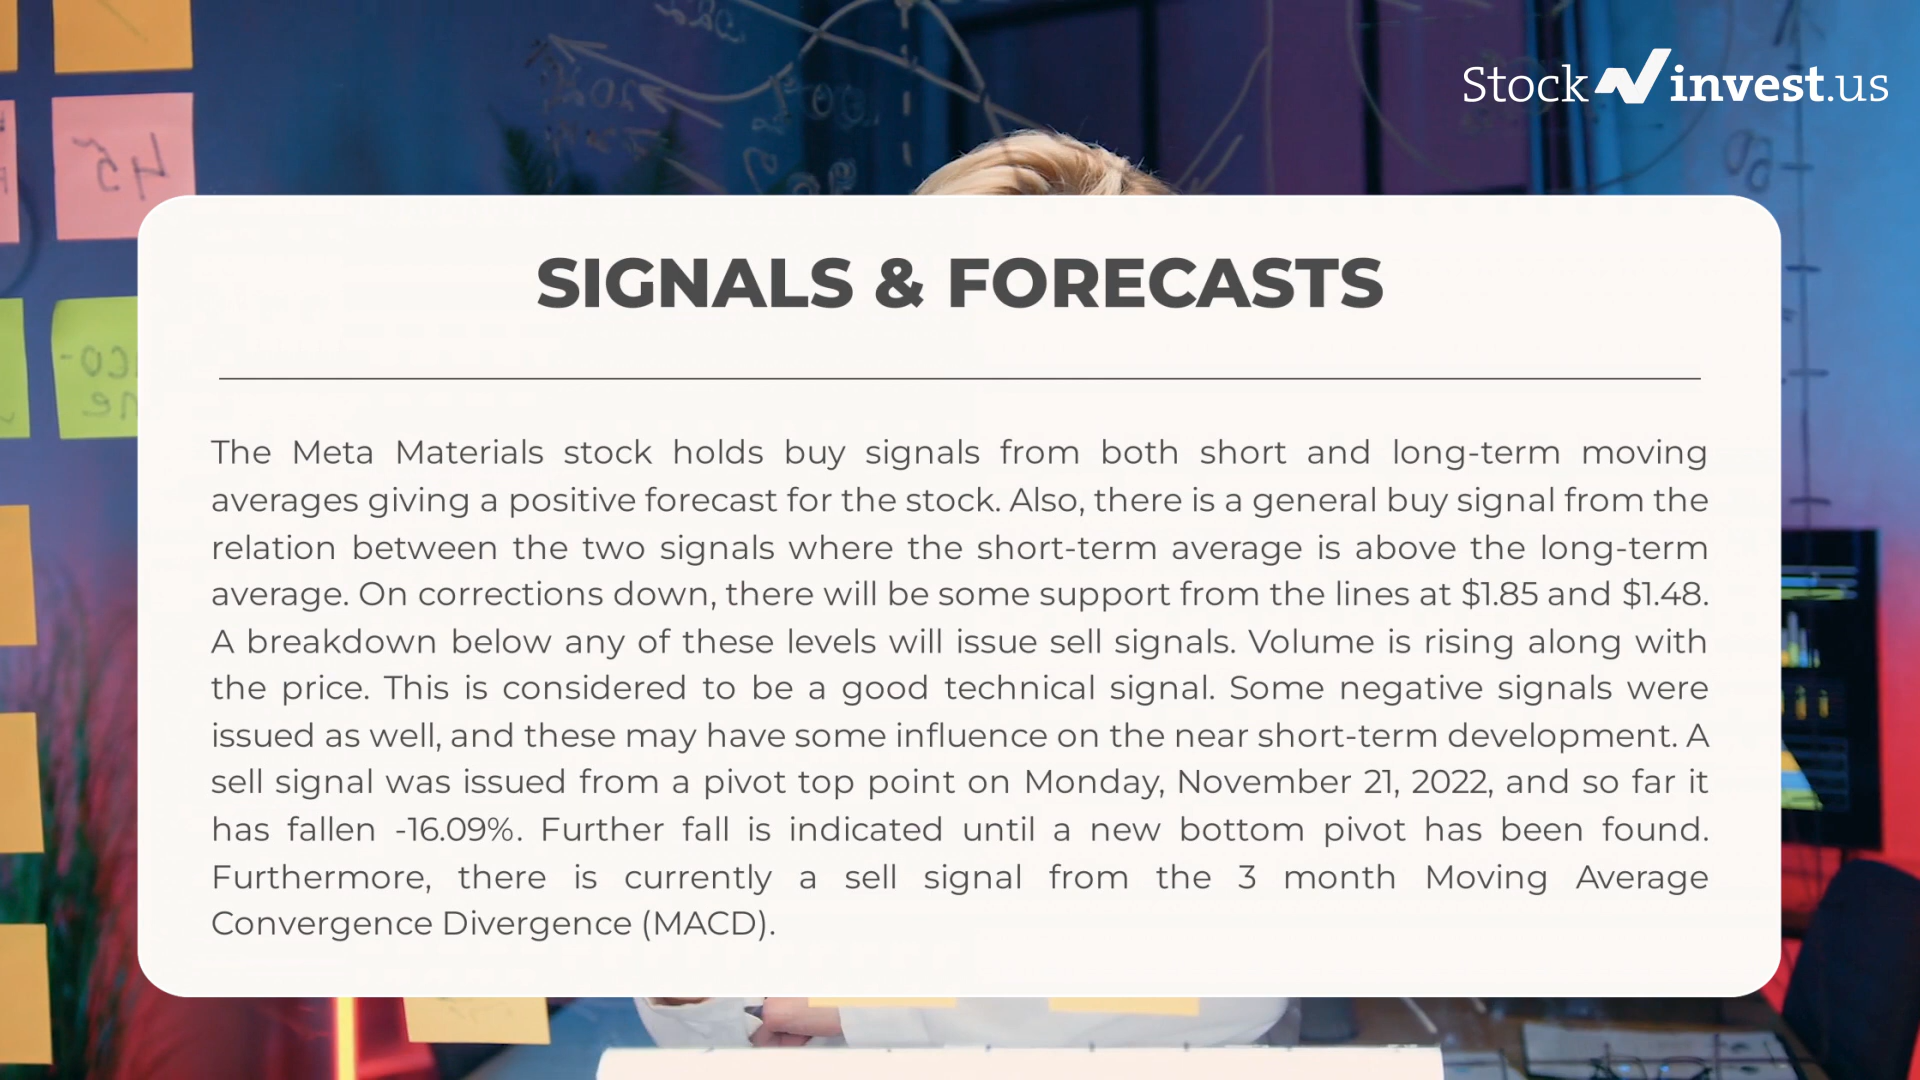 Stock invest.us
45
SIGNALS & FORECASTS
The Meta Materials stock holds buy signals from both short and long-term moving
averages giving a positive forecast for the stock. Also, there is a general buy signal from the
relation between the two signals where the short-term average is above the long-term
average. On corrections down, there will be some support from the lines at $1.85 and $1.48.
A breakdown below any of these levels will issue sell signals. Volume is rising along with
the price. This is considered to be a good technical signal. Some negative signals were
issued as well, and these may have some influence on the near short-term development. A
sell signal was issued from a pivot top point on Monday, November 21, 2022, and so far it
has fallen -16.09%. Further fall is indicated until a new bottom pivot has been found.
Furthermore, there is currently a sell signal from the 3 month Moving Average
Convergence Divergence (MACD).